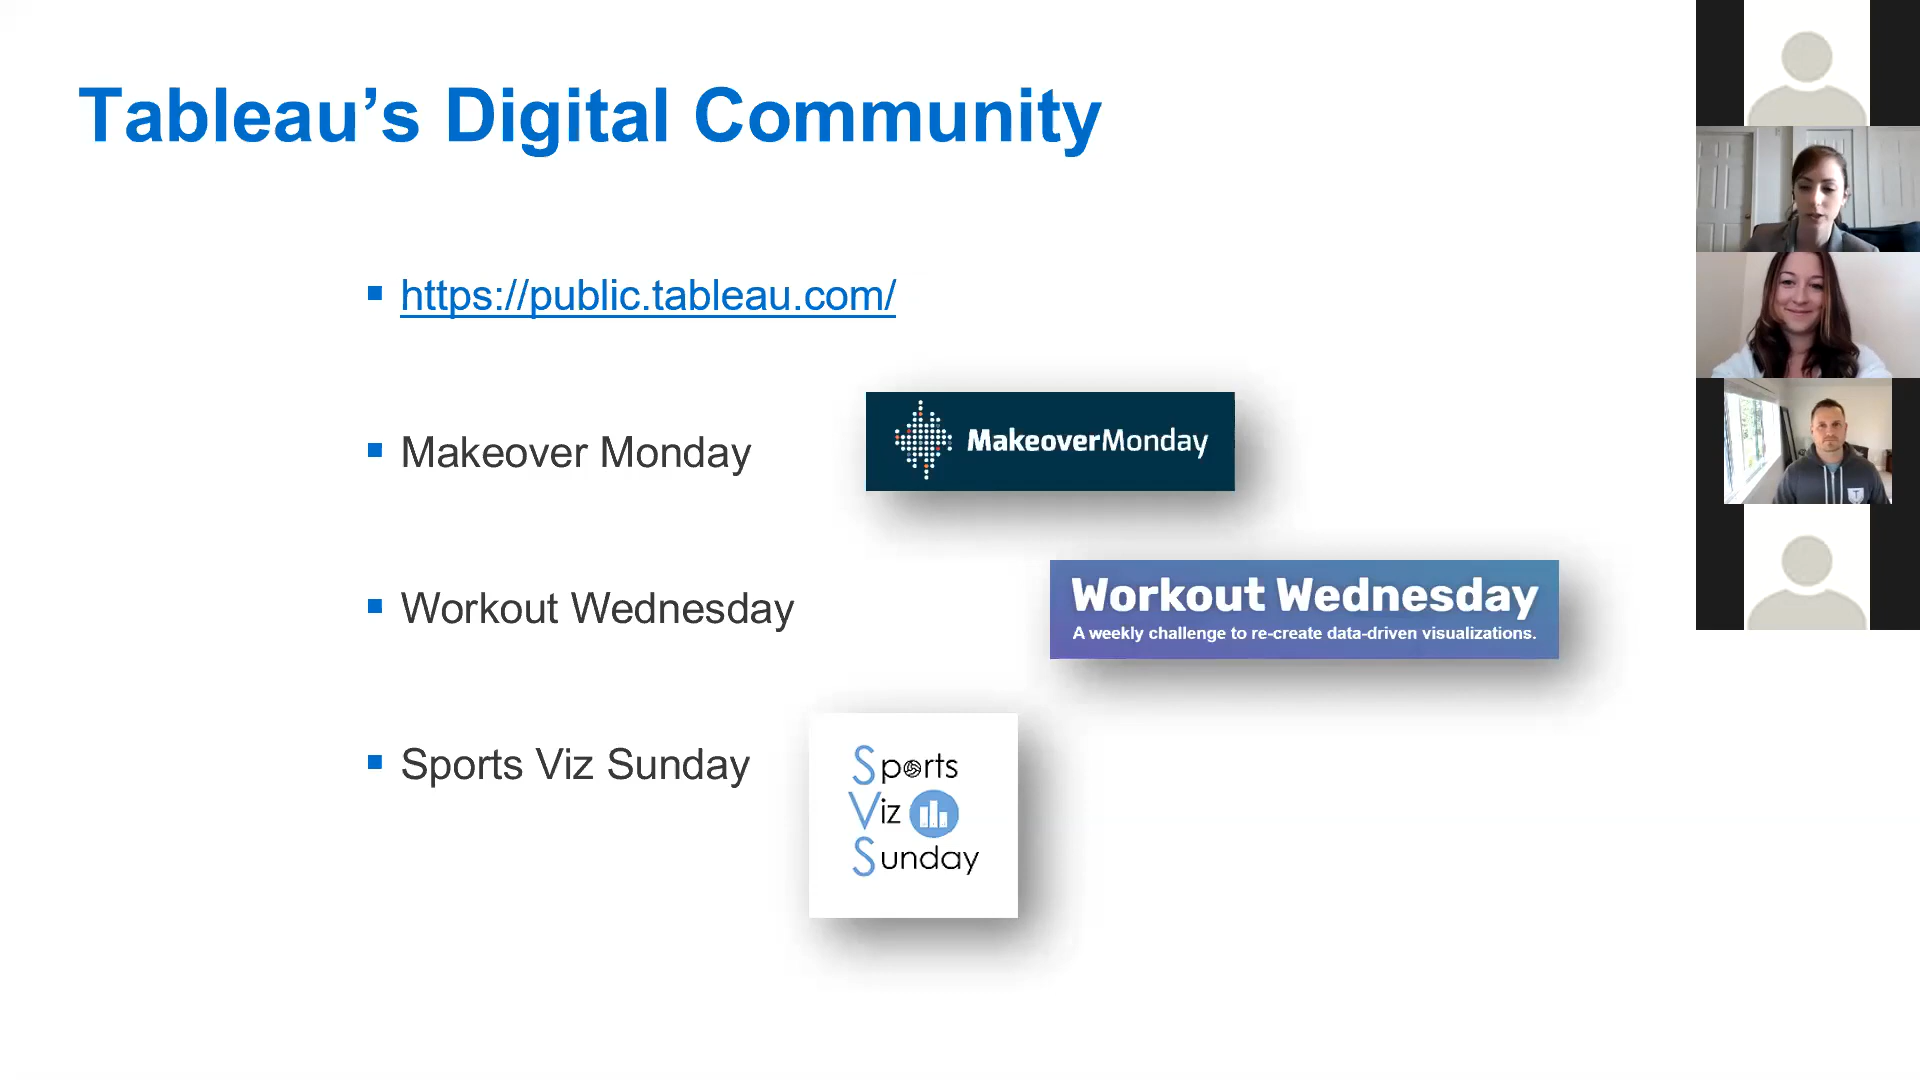 Tableau’s Digital Community
https://public.tableau.com/
Makeover Monday
MakeoverMonday
Workout Wednesday
Workout Wednesday
A weekly challenge to re-create data-driven visualizations.
Sports Viz Sunday
Sports
Viz
Sunday